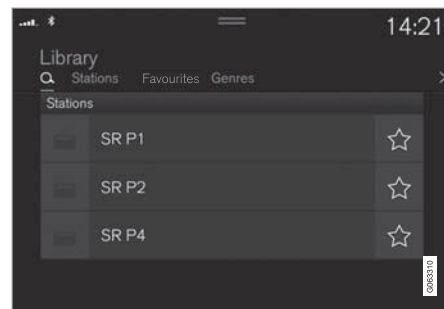 14:21
Library
Stations Favourites Genres
Stations
SR P1
SR P2
SR P4
G063310